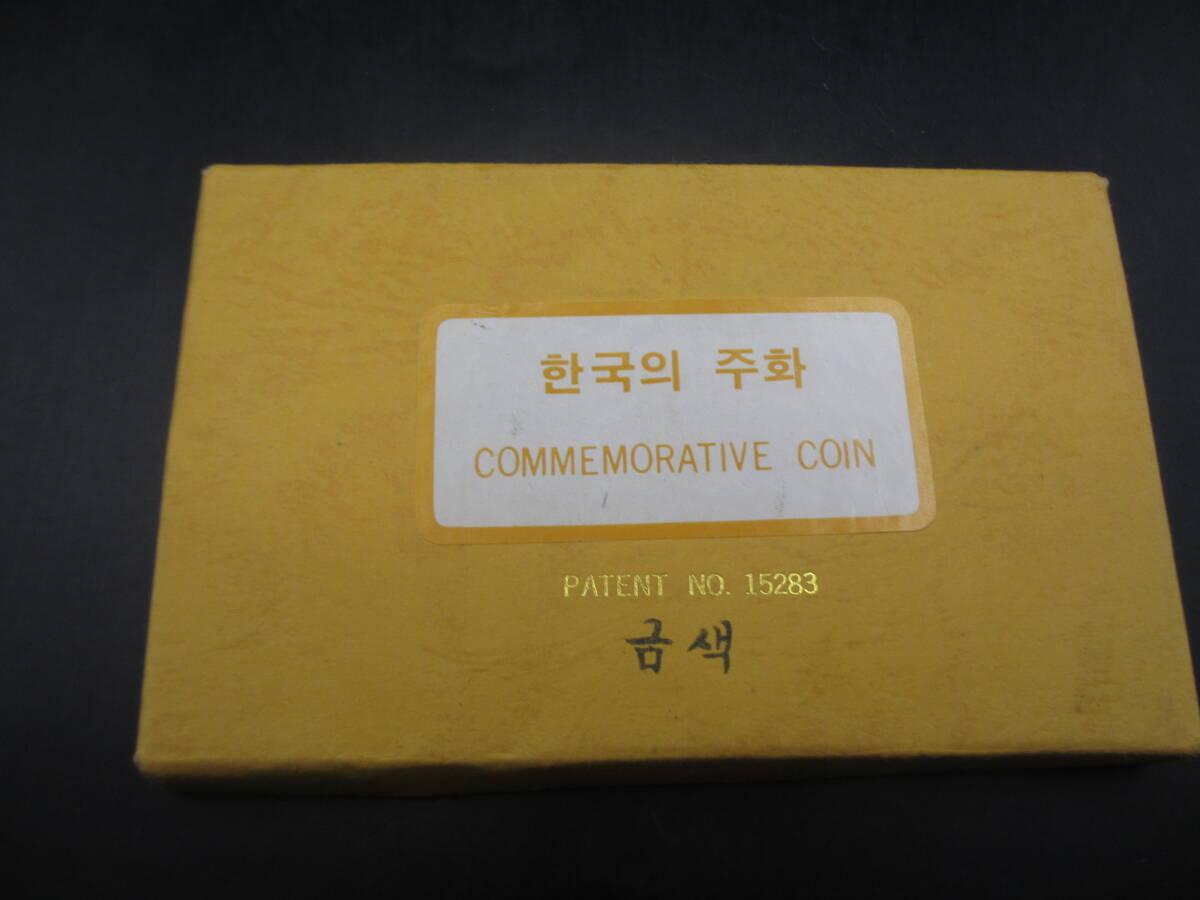 한국의 주화
COMMEMORATIVE COIN
PATENT NO. 15283
금색